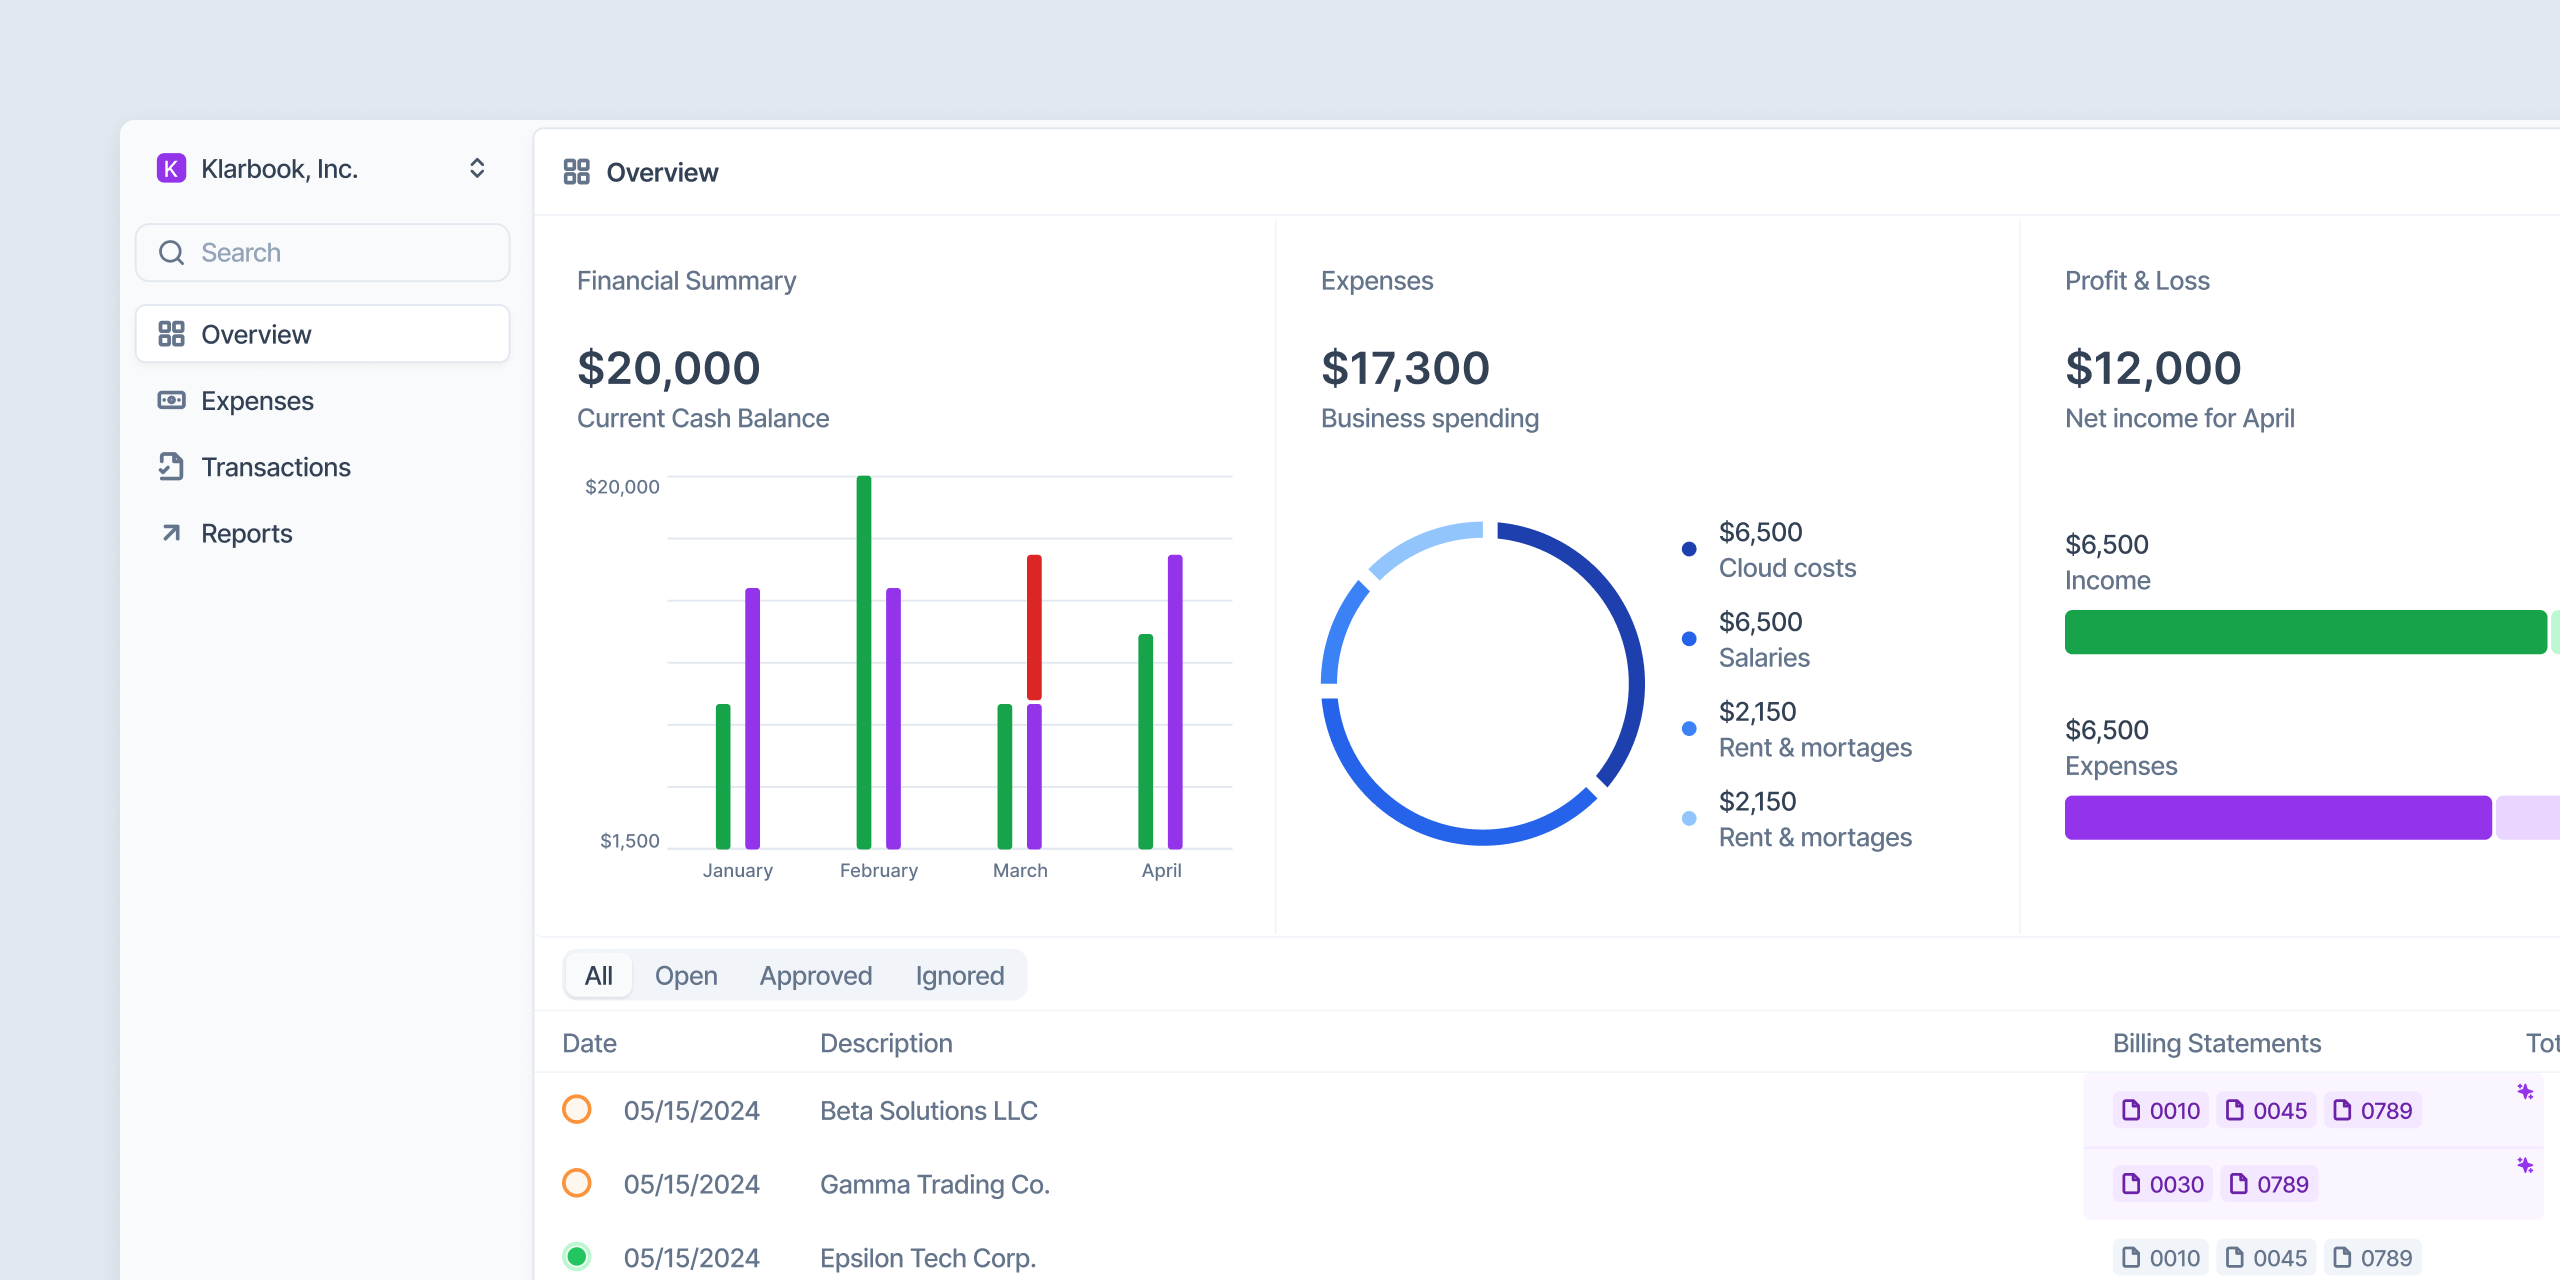 K Klarbook, Inc.
Search
Overview
Expenses
Transactions
Reports
Overview
Financial Summary
$20,000
Current Cash Balance
$20,000
$1,500
January February March April
Expenses
$17,300
Business spending
$6,500
Cloud costs
$6,500
Salaries
$2,150
Rent & mortages
$2,150
Rent & mortages
Profit & Loss
$12,000
Net income for April
$6,500
Income
$6,500
Expenses
All Open Approved Ignored
Date Description Billing Statements
05/15/2024 Beta Solutions LLC 0010 0045 0789
05/15/2024 Gamma Trading Co. 0030 0789
05/15/2024 Epsilon Tech Corp. 0010 0045 0789